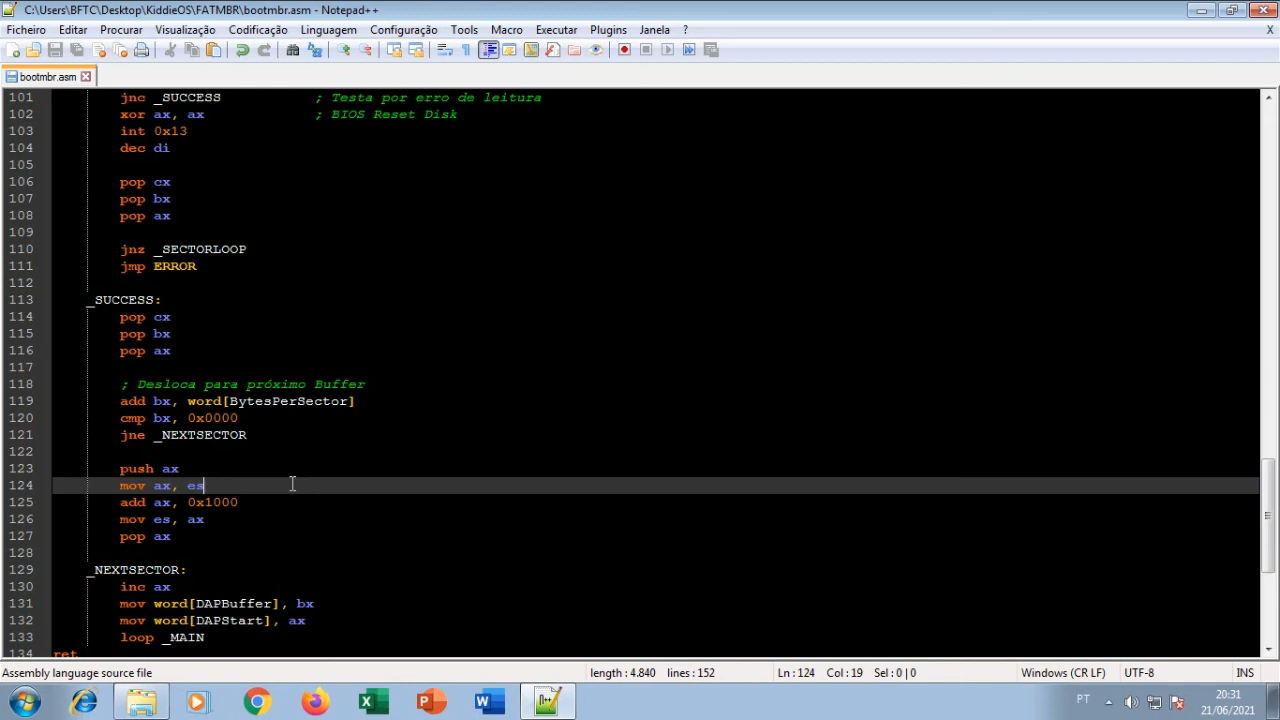 C:\Users\BFTC\Desktop\KiddieOS\FATMBR\bootmbr.asm - Notepad++
Ficheiro Editar Procurar Visualização Codificação Linguagem Configuração Tools Macro Executar Plugins Janela ? X
bootmbr.asm
101 jnc _SUCCESS ; Testa por erro de leitura
102 xor ax, ax ; BIOS Reset Disk
103 int 0x13
104 dec di
105
106 pop cx
107 pop bx
108 pop ax
109
110 jnz _SECTORLOOP
111 jmp ERROR
112
113 _SUCCESS:
114 pop cx
115 pop bx
116 pop ax
117
118 ; Desloca para próximo Buffer
119 add bx, word[BytesPerSector]
120 cmp bx, 0x0000
121 jne _NEXTSECTOR
122
123 push ax
124 mov ax, es
125 add ax, 0x1000
126 mov es, ax
127 pop ax
128
129 _NEXTSECTOR:
130 inc ax
131 mov word[DAPBuffer], bx
132 mov word[DAPStart], ax
133 loop _MAIN
134 ret
Assembly language source file length : 4.840 lines : 152 Ln : 124 Col : 19 Sel : 0 | 0 Windows (CR LF) UTF-8 INS
PT 20:31
21/06/2021